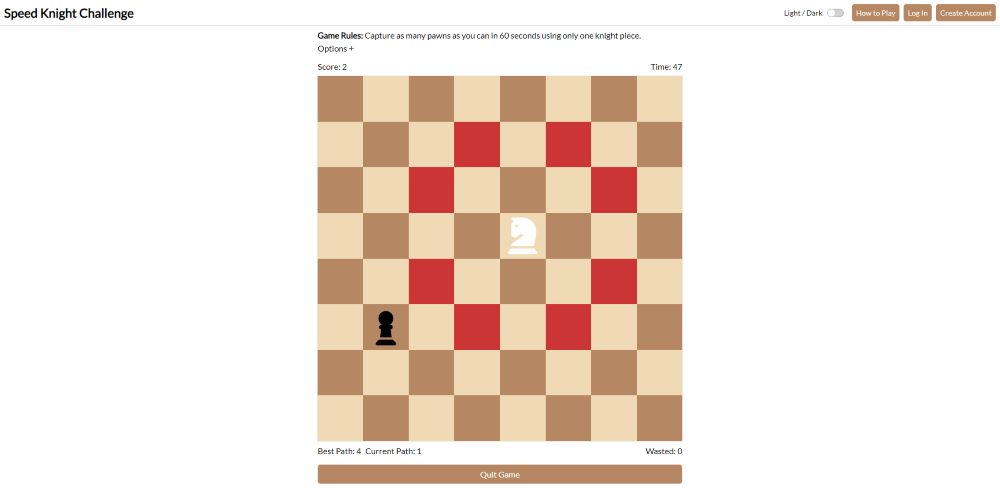 Speed Knight Challenge
Light / Dark
How to Play
Log In
Create Account
Game Rules: Capture as many pawns as you can in 60 seconds using only one knight piece.
Options +
Score: 2
Time: 47
Best Path: 4 Current Path: 1
Wasted: 0
Quit Game